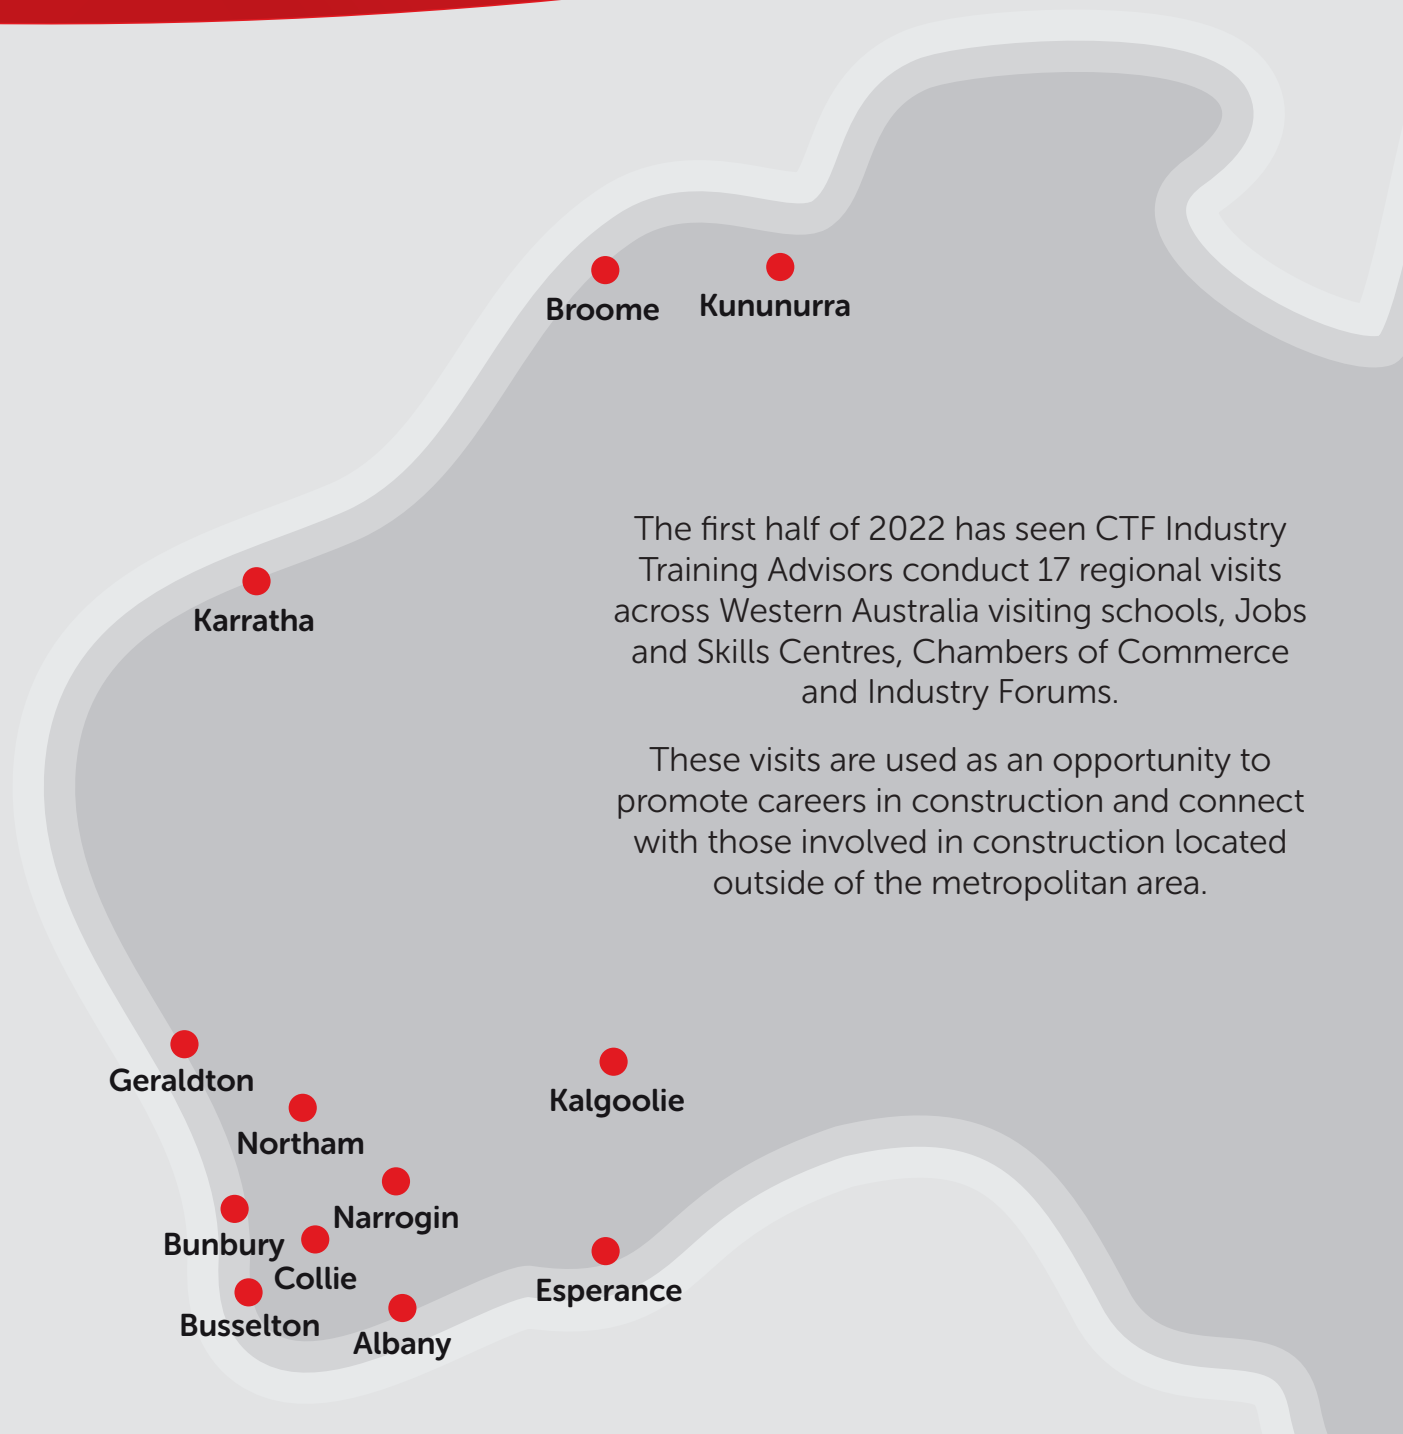 Broome
Kununurra
The first half of 2022 has seen CTF Industry
Training Advisors conduct 17 regional visits
across Western Australia visiting schools, Jobs
and Skills Centres, Chambers of Commerce
and Industry Forums.
Karratha
These visits are used as an opportunity to
promote careers in construction and connect
with those involved in construction located
outside of the metropolitan area.
Geraldton
Kalgoolie
Northam
Narrogin
Bunbury
Collie
Esperance
Busselton
Albany